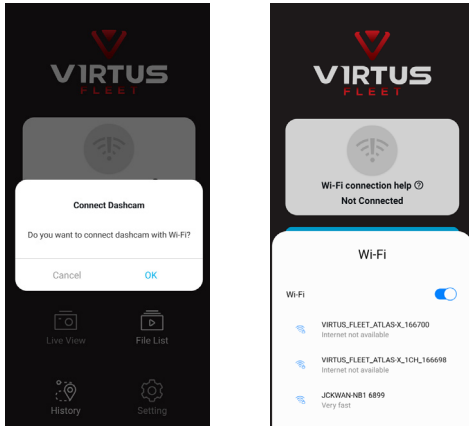 VIRTUS
FLEET
Connect Dashcam
Do you want to connect dashcam with Wi-Fi?
Cancel
OK
Live View
File List
History
Setting
VIRTUS
FLEET
Wi-Fi connection help ?
Not Connected
Wi-Fi
Wi-Fi
VIRTUS_FLEET_ATLAS-X_166700
Internet not available
VIRTUS_FLEET_ATLAS-X_1CH_166698
Internet not available
JCKWAN-NB1 6899
Very fast